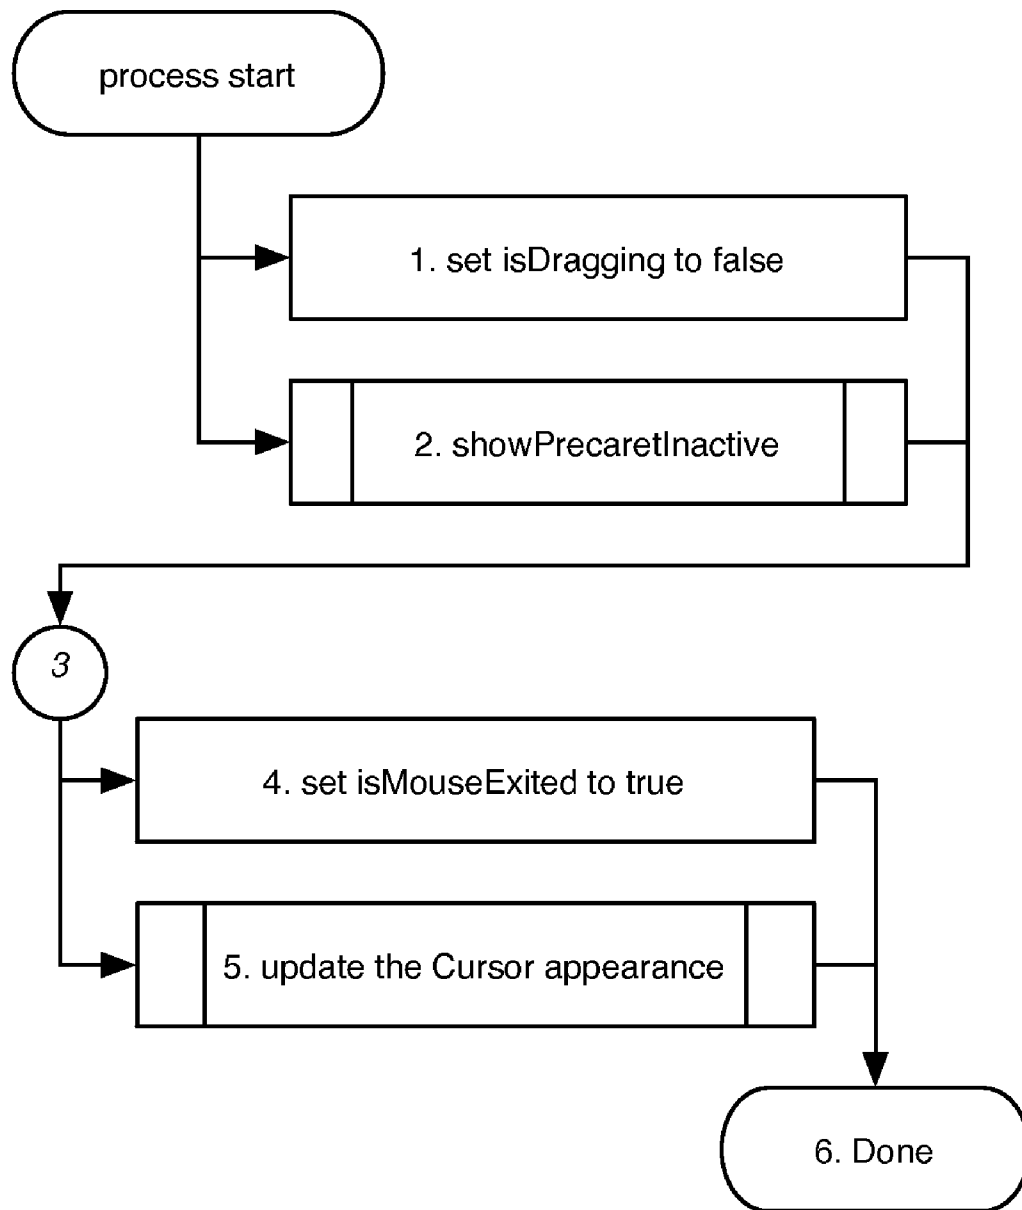 process start
1. set isDragging to false
2. showPrecaretInactive
3
4. set isMouseExited to true
5. update the Cursor appearance
6. Done